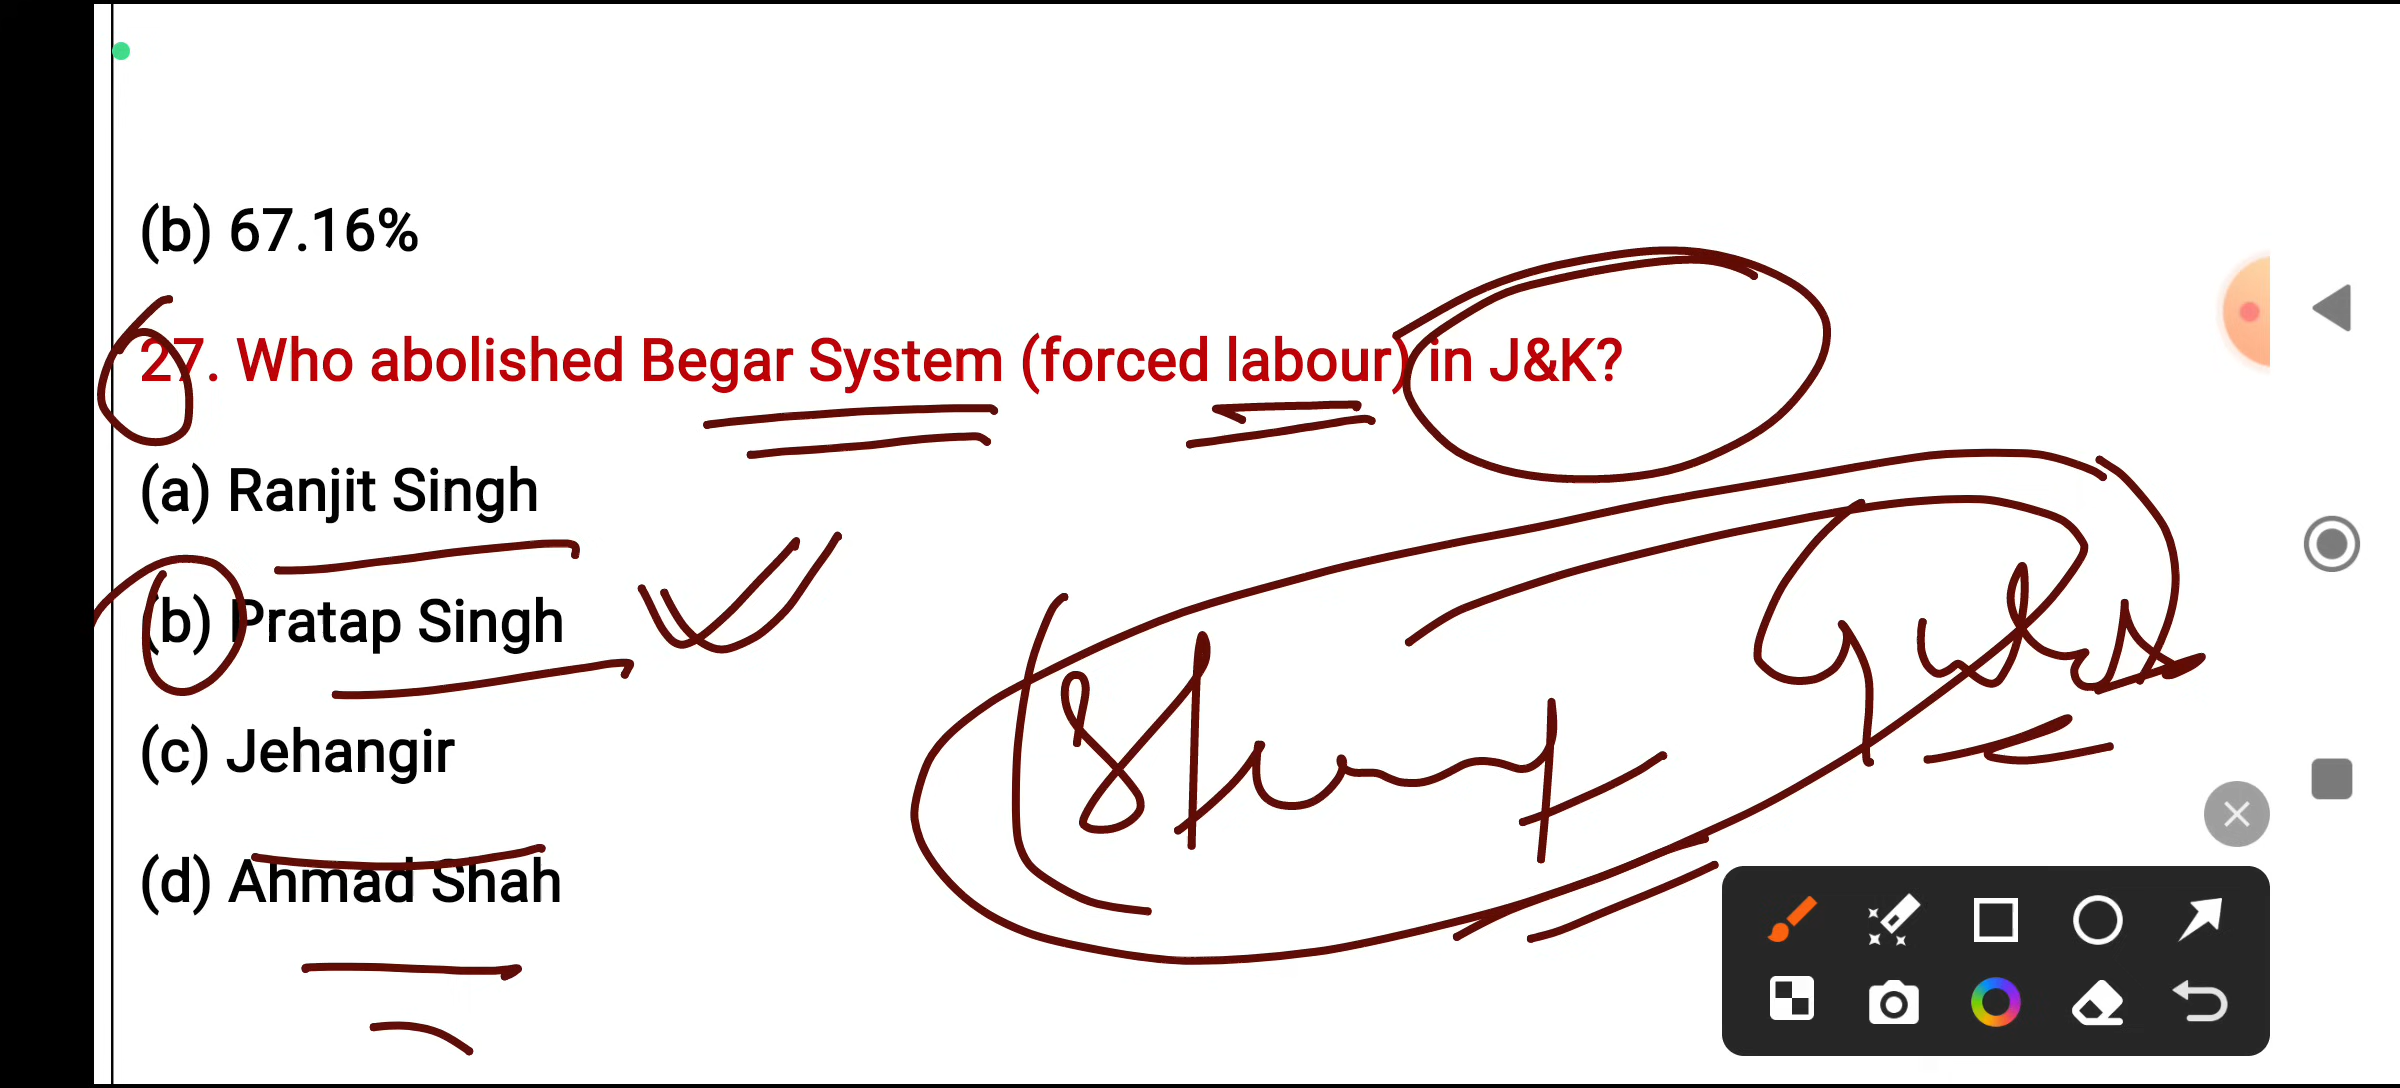 (b) 67.16%
27. Who abolished Begar System (forced labour) in J&K?
(a) Ranjit Singh
(b) Pratap Singh
(c) Jehangir
(d) Ahmad Shah